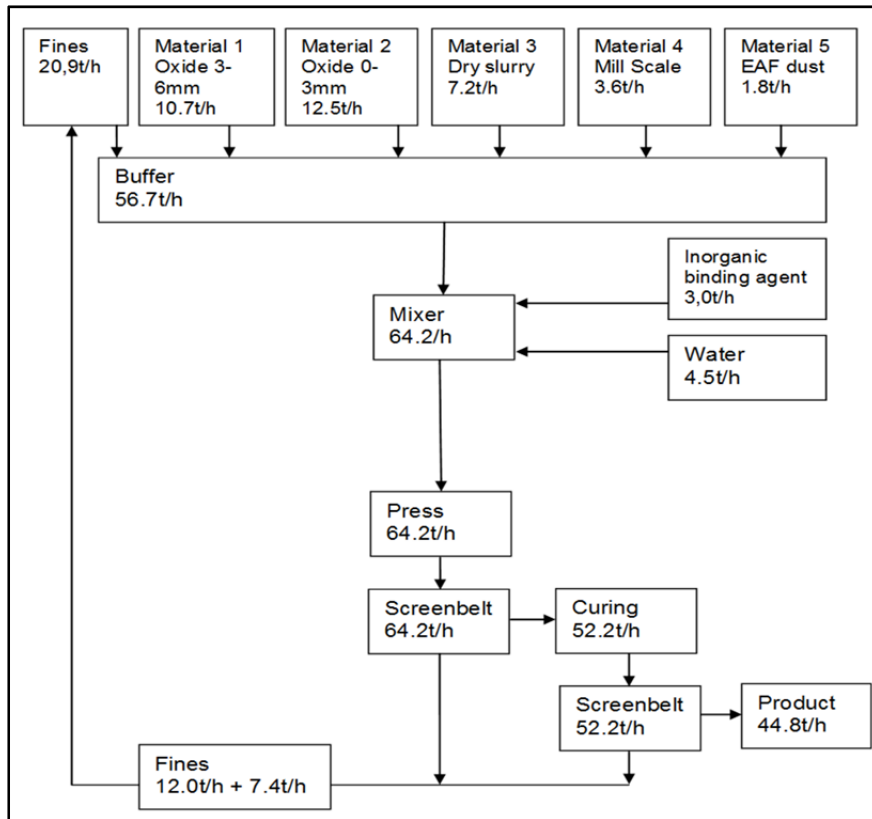 Fines
20,9t/h
Material 1
Oxide 3-
6mm
10.7t/h
Material 2
Oxide 0-
3mm
12.5t/h
Material 3
Dry slurry
7.2t/h
Material 4
Mill Scale
3.6t/h
Material 5
EAF dust
1.8t/h
Buffer
56.7t/h
Inorganic
binding agent
3,0t/h
Mixer
64.2/h
Water
4.5t/h
Press
64.2t/h
Screenbelt
64.2t/h
Curing
52.2t/h
Screenbelt
52.2t/h
Product
44.8t/h
Fines
12.0t/h + 7.4t/h